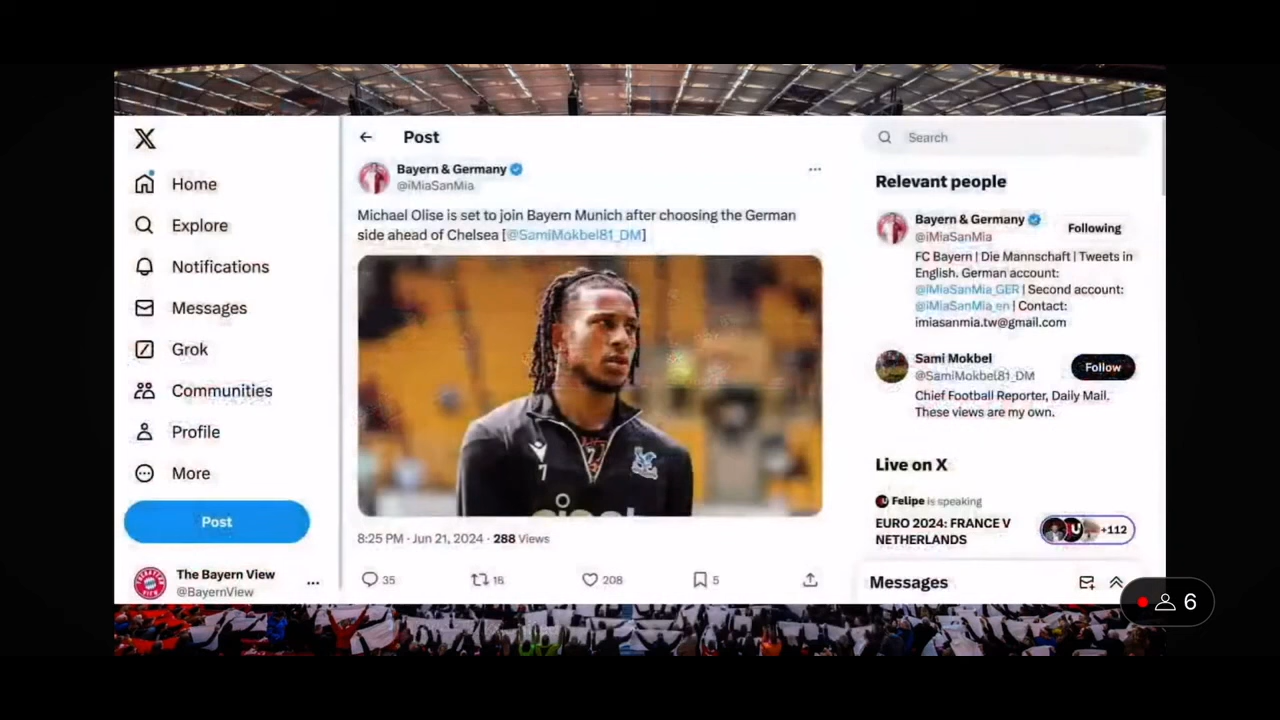 Home
Explore
Notifications
Messages
Grok
Communities
Profile
More
Post
The Bayern View
@BayernView
Post
Bayern & Germany
@iMiaSanMia
Michael Olise is set to join Bayern Munich after choosing the German
side ahead of Chelsea [@SamiMokbel81_DM]
7
7
8:25 PM · Jun 21, 2024 · 288 Views
35
16
208
5
Search
Relevant people
Bayern & Germany
@iMiaSanMia
Following
FC Bayern | Die Mannschaft | Tweets in
English. German account:
@iMiaSanMia_GER | Second account:
@iMiaSanMia_en | Contact:
imiasanmia.tw@gmail.com
Sami Mokbel
@SamiMokbel81_DM
Follow
Chief Football Reporter, Daily Mail.
These views are my own.
Live on X
Felipe is speaking
EURO 2024: FRANCE V
NETHERLANDS
+112
Messages
6